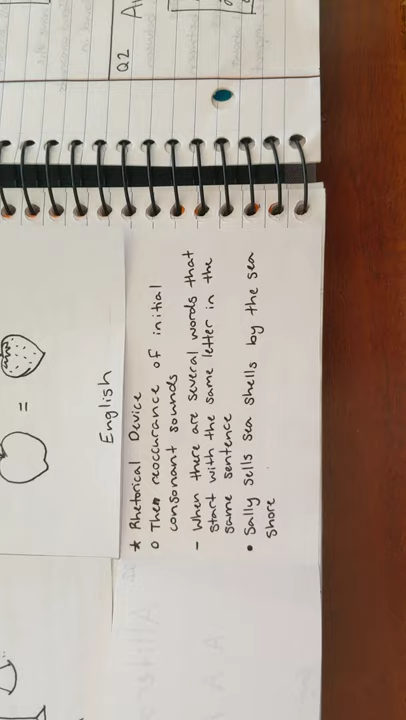 Q2
=
English
* Rhetorical Device
o Then reoccurance of initial
consonant sounds
- When there are several words that
start with the same letter in the
same sentence
• Sally sells sea shells by the sea
shore